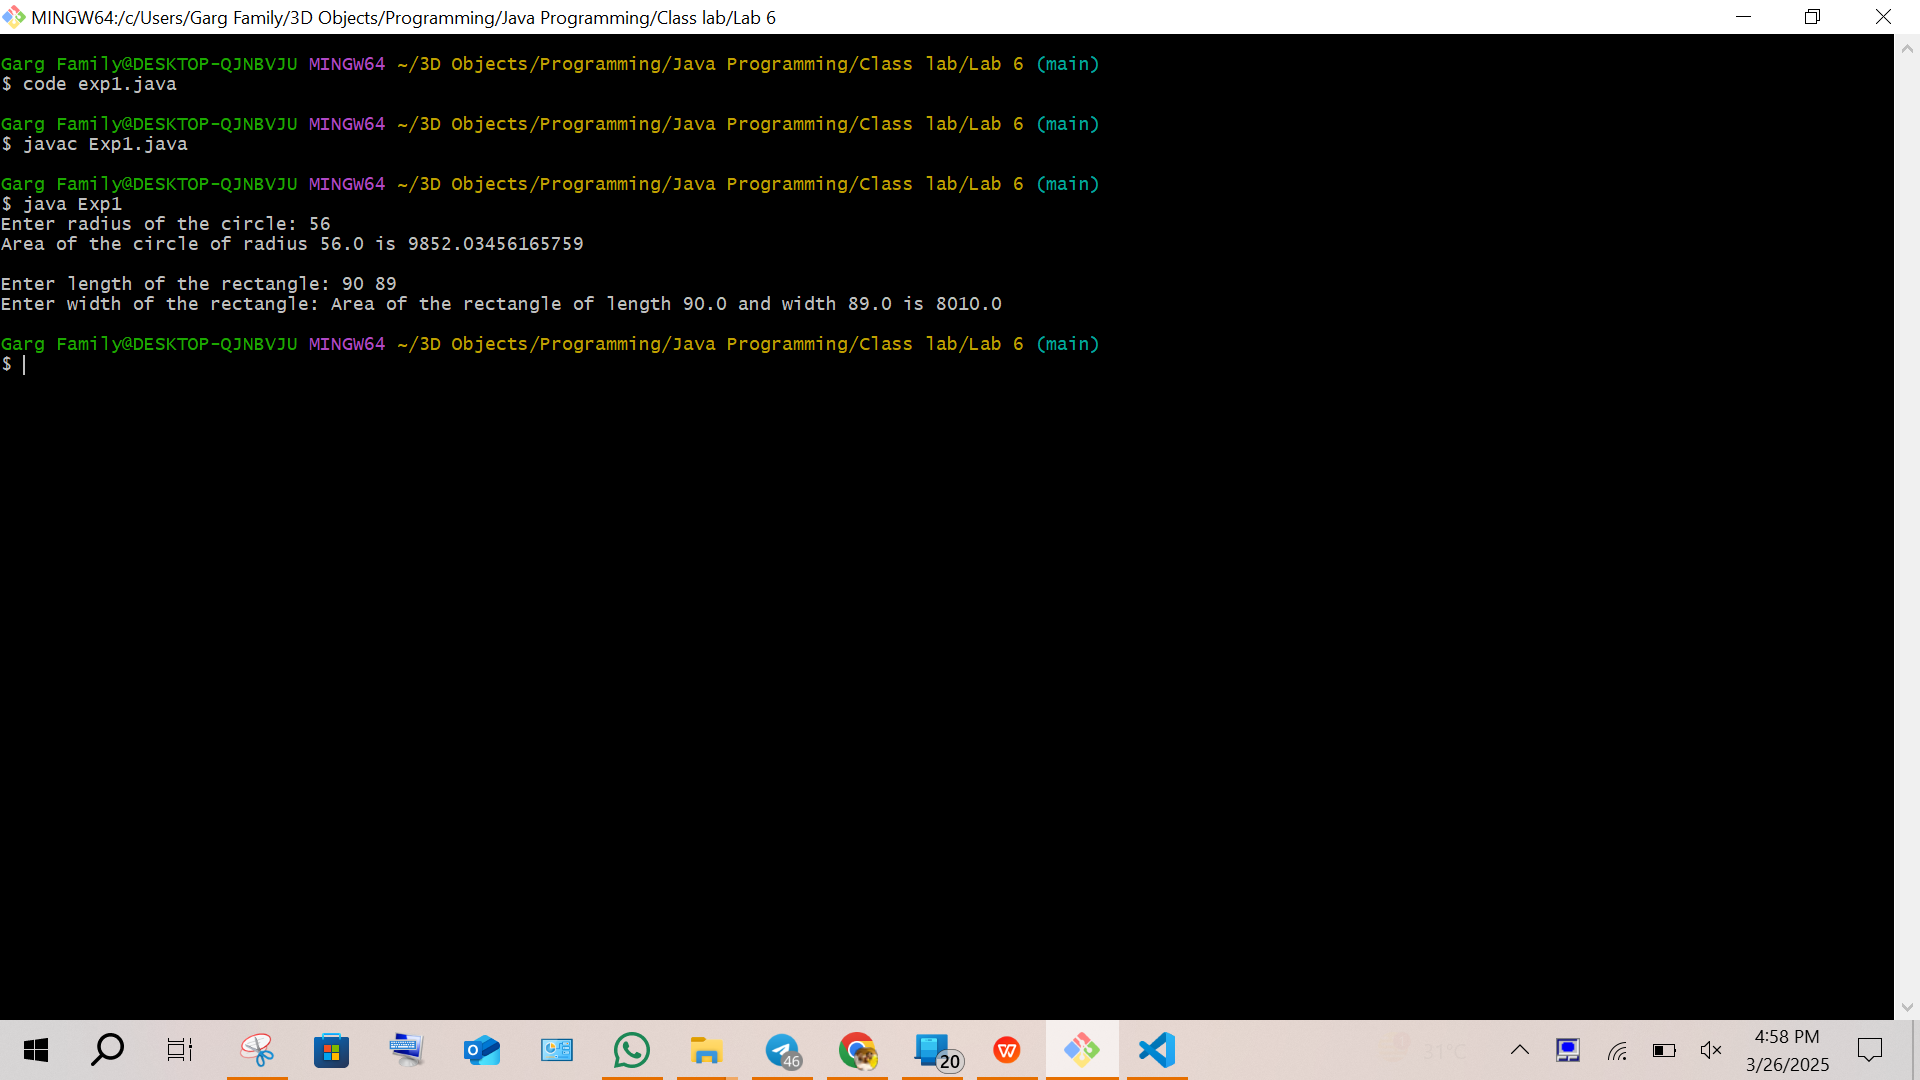 MINGW64:/c/Users/Garg Family/3D Objects/Programming/Java Programming/Class lab/Lab 6
Garg Family@DESKTOP-QJNBVJU MINGW64 ~/3D Objects/Programming/Java Programming/Class lab/Lab 6 (main)
$ code exp1.java
Garg Family@DESKTOP-QJNBVJU MINGW64 ~/3D Objects/Programming/Java Programming/Class lab/Lab 6 (main)
$ javac Exp1.java
Garg Family@DESKTOP-QJNBVJU MINGW64 ~/3D Objects/Programming/Java Programming/Class lab/Lab 6 (main)
$ java Exp1
Enter radius of the circle: 56
Area of the circle of radius 56.0 is 9852.03456165759
Enter length of the rectangle: 90 89
Enter width of the rectangle: Area of the rectangle of length 90.0 and width 89.0 is 8010.0
Garg Family@DESKTOP-QJNBVJU MINGW64 ~/3D Objects/Programming/Java Programming/Class lab/Lab 6 (main)
$
46
20
31°C
4:58 PM
3/26/2025